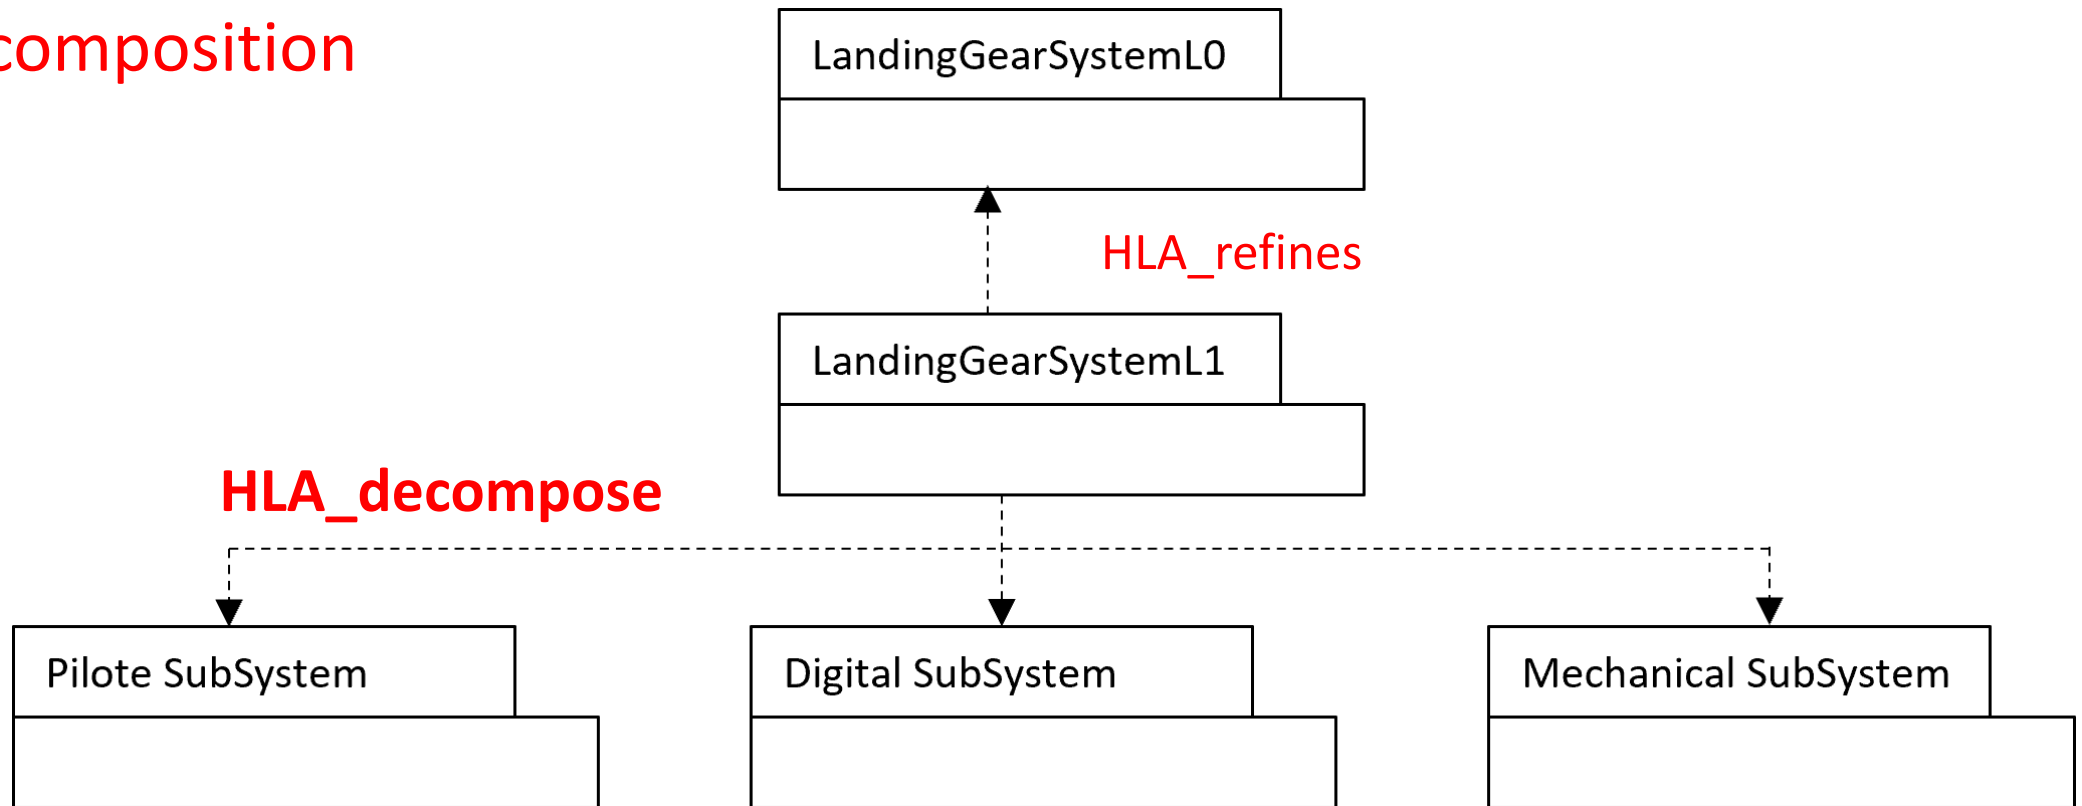 composition
LandingGearSystemL0
HLA_refines
LandingGearSystemL1
HLA_decompose
Pilote SubSystem
Digital SubSystem
Mechanical SubSystem